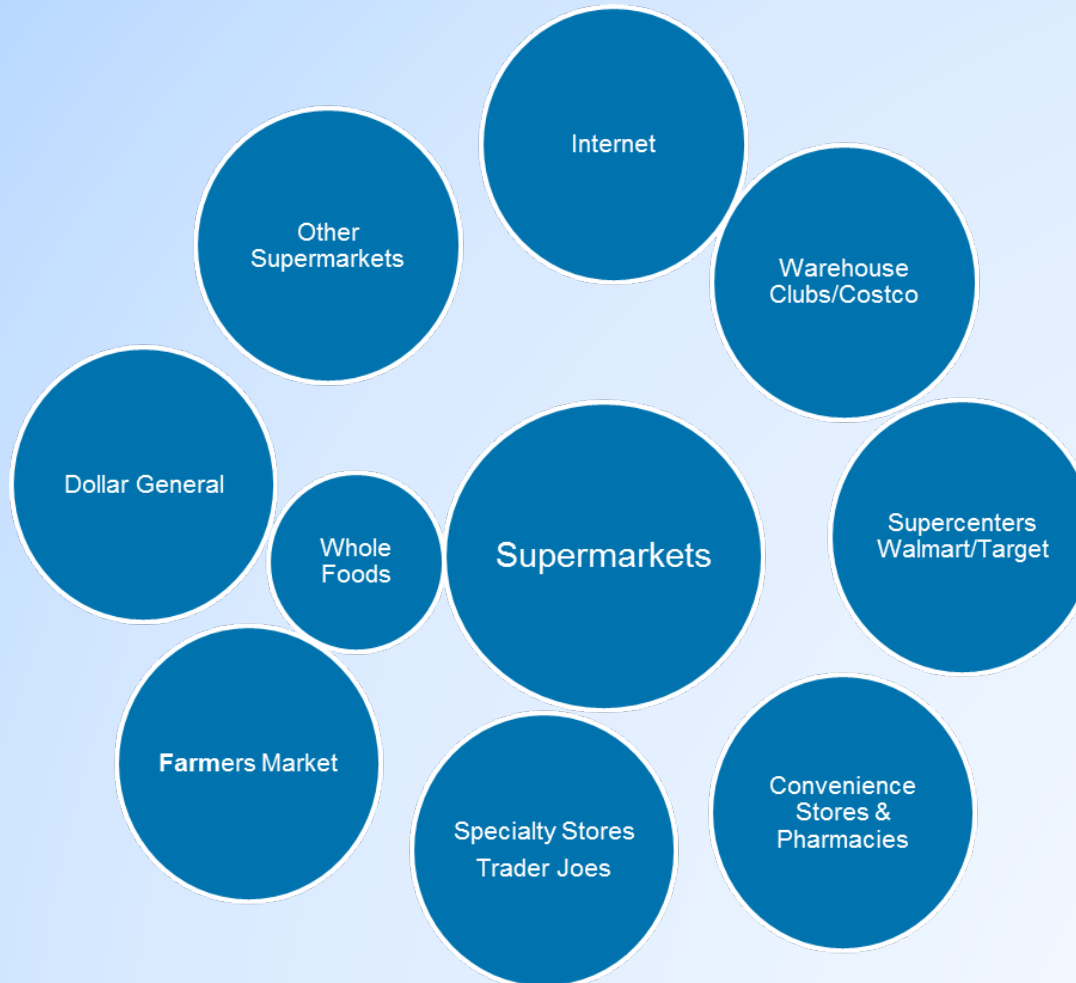 Internet
Other
Supermarkets
Warehouse
Clubs/Costco
Dollar General
Whole
Foods
Supermarkets
Supercenters
Walmart/Target
Farmers Market
Specialty Stores
Trader Joes
Convenience
Stores &
Pharmacies